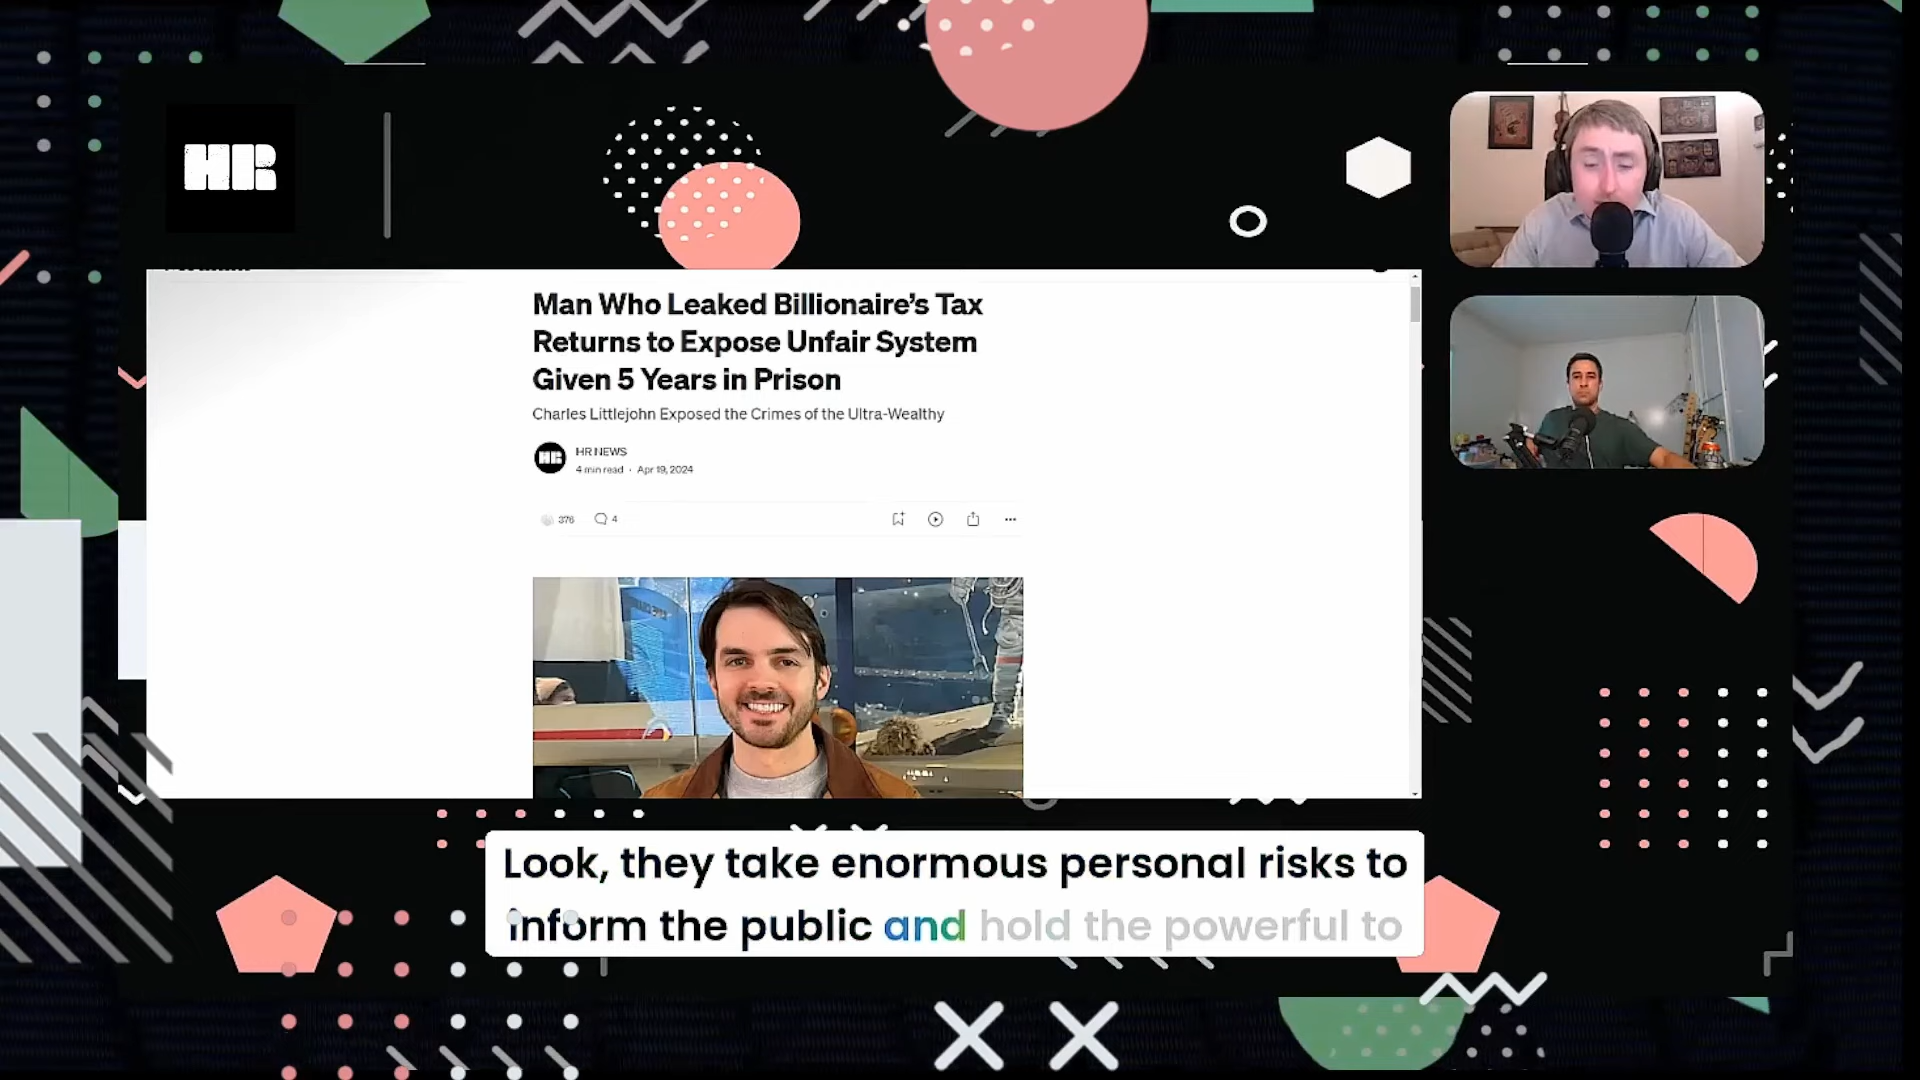 HR
Man Who Leaked Billionaire’s Tax
Returns to Expose Unfair System
Given 5 Years in Prison
Charles Littlejohn Exposed the Crimes of the Ultra-Wealthy
HR
HR NEWS
4 min read · Apr 19, 2024
376 4
Look, they take enormous personal risks to
inform the public and hold the powerful to